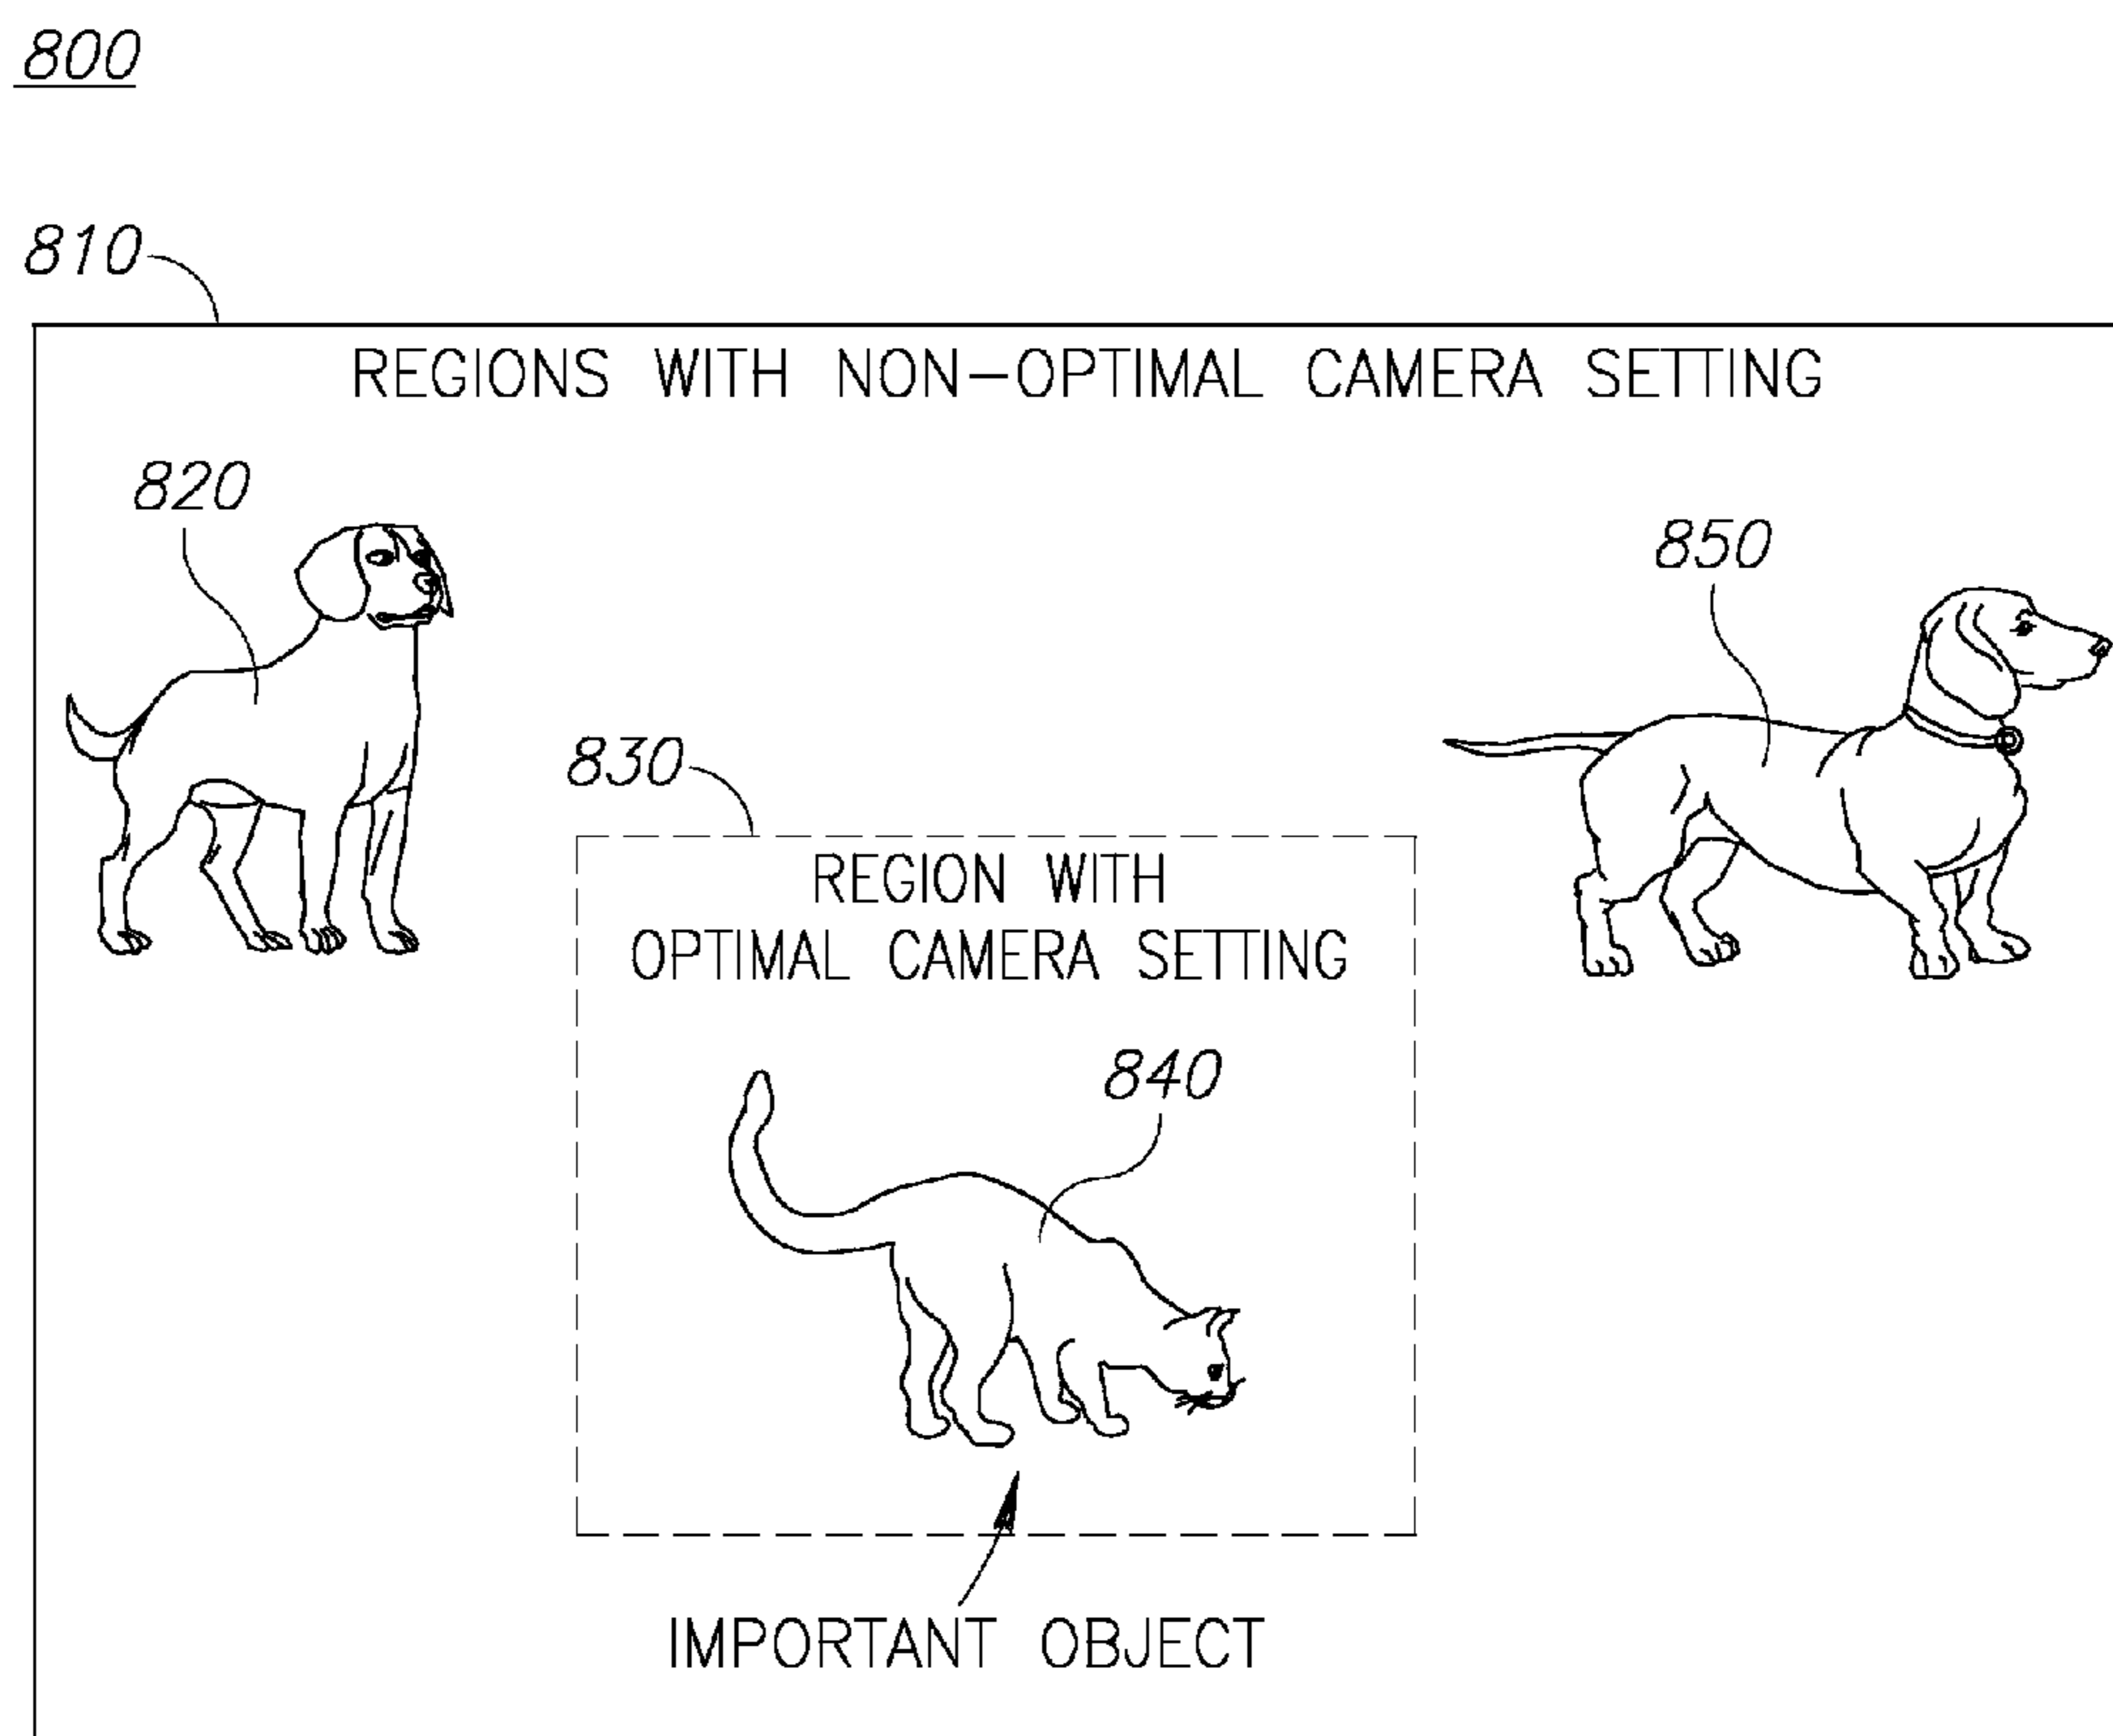 800
810
REGIONS WITH NON-OPTIMAL CAMERA SETTING
820
850
830
REGION WITH
OPTIMAL CAMERA SETTING
840
IMPORTANT OBJECT